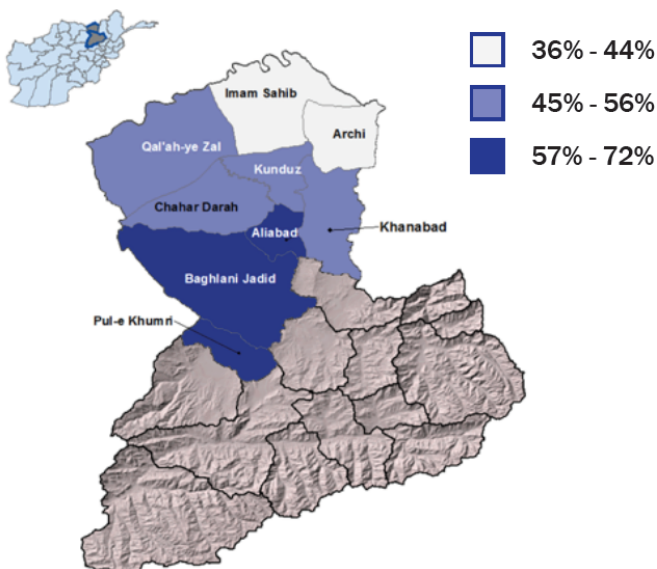 36% - 44%
45% - 56%
57% - 72%
Imam Sahib
Archi
Qal'ah-ye Zal
Kunduz
Chahar Darah
Aliabad
Khanabad
Baghlani Jadid
Pul-e Khumri